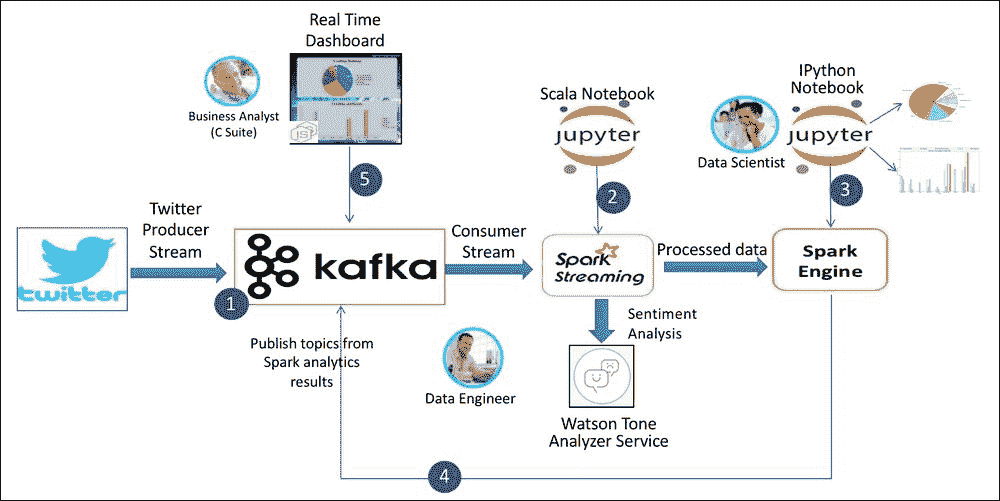 Real Time
Dashboard
Business Analyst
(C Suite)
JS
5
Scala Notebook
jupyter
2
IPython
Notebook
jupyter
Data Scientist
3
Twitter
Producer
Stream
twitter
kafka
1
Consumer
Stream
Spark
Streaming
Processed data
Spark
Engine
Publish topics from
Spark analytics
results
Data Engineer
Sentiment
Analysis
Watson Tone
Analyzer Service
4